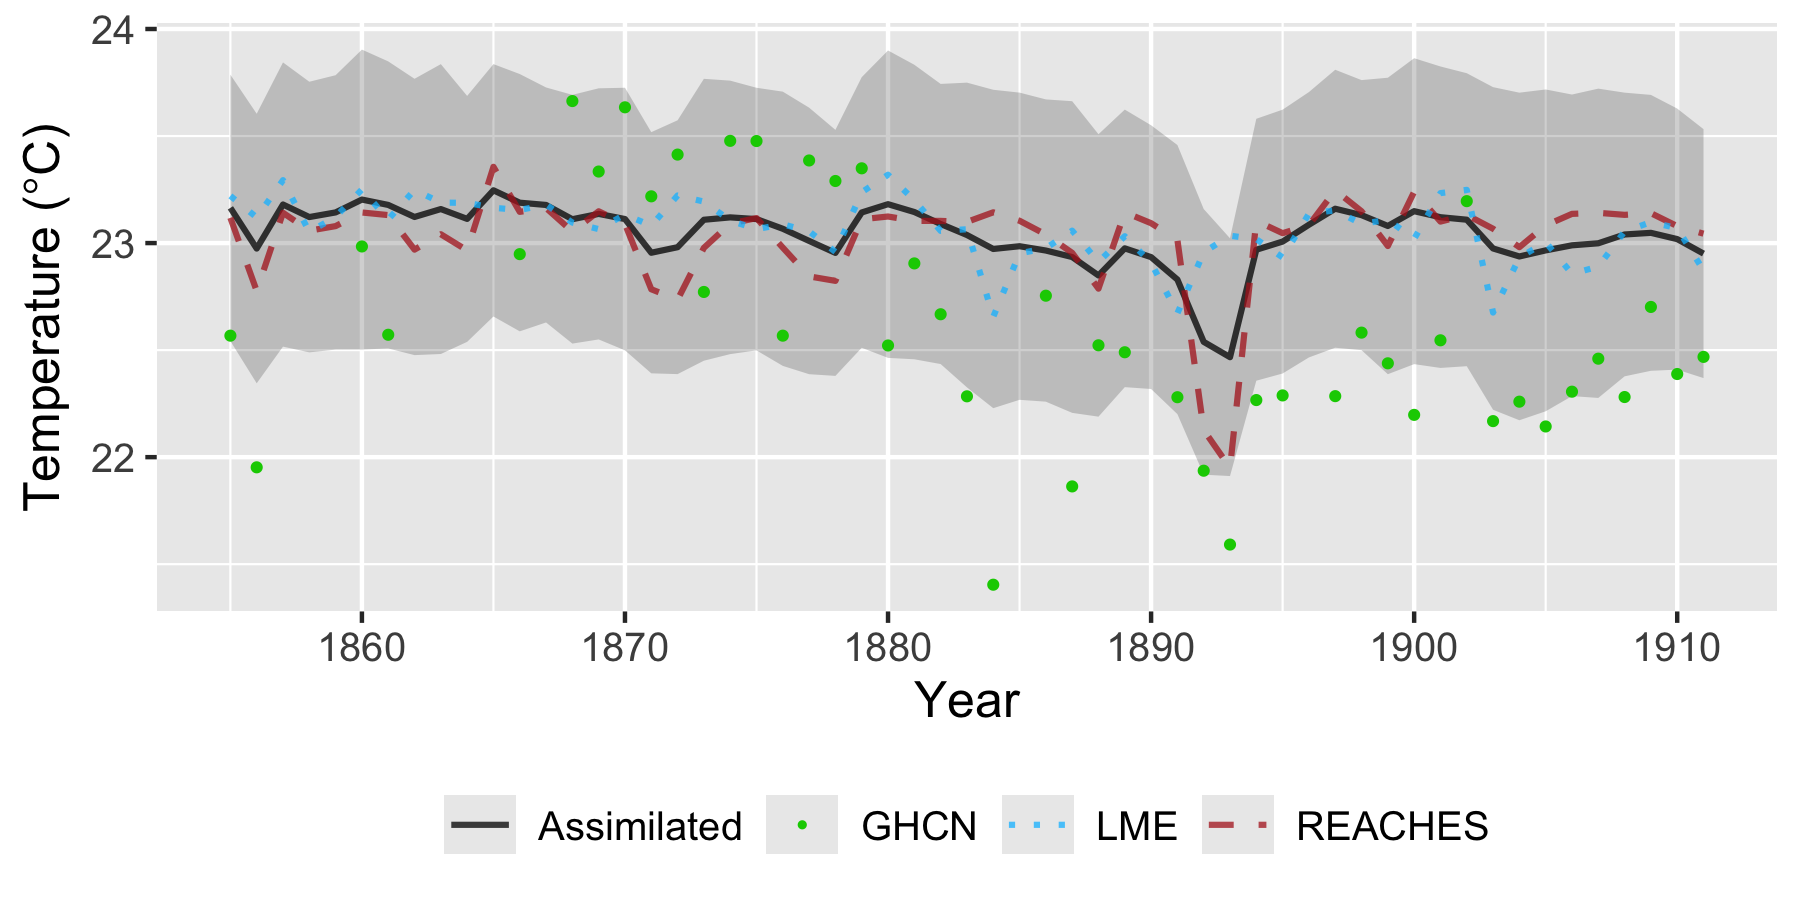 24
23
22
Temperature (°C)
1860 1870 1880 1890 1900 1910
Year
Assimilated GHCN LME REACHES